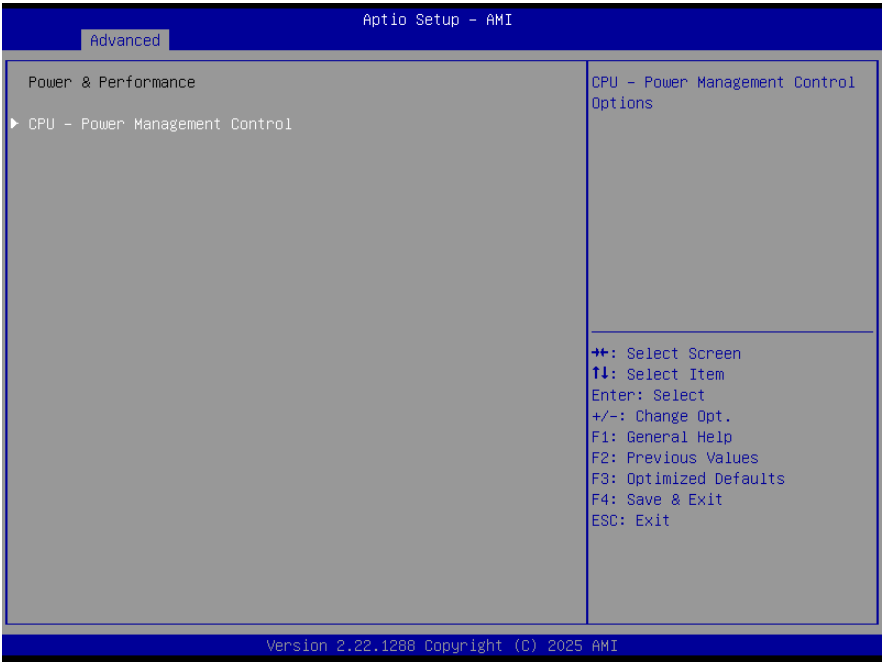 Aptio Setup – AMI
Advanced
Power & Performance
▶ CPU – Power Management Control
CPU – Power Management Control
Options
→←: Select Screen
↑↓: Select Item
Enter: Select
+/-: Change Opt.
F1: General Help
F2: Previous Values
F3: Optimized Defaults
F4: Save & Exit
ESC: Exit
Version 2.22.1288 Copyright (C) 2025 AMI